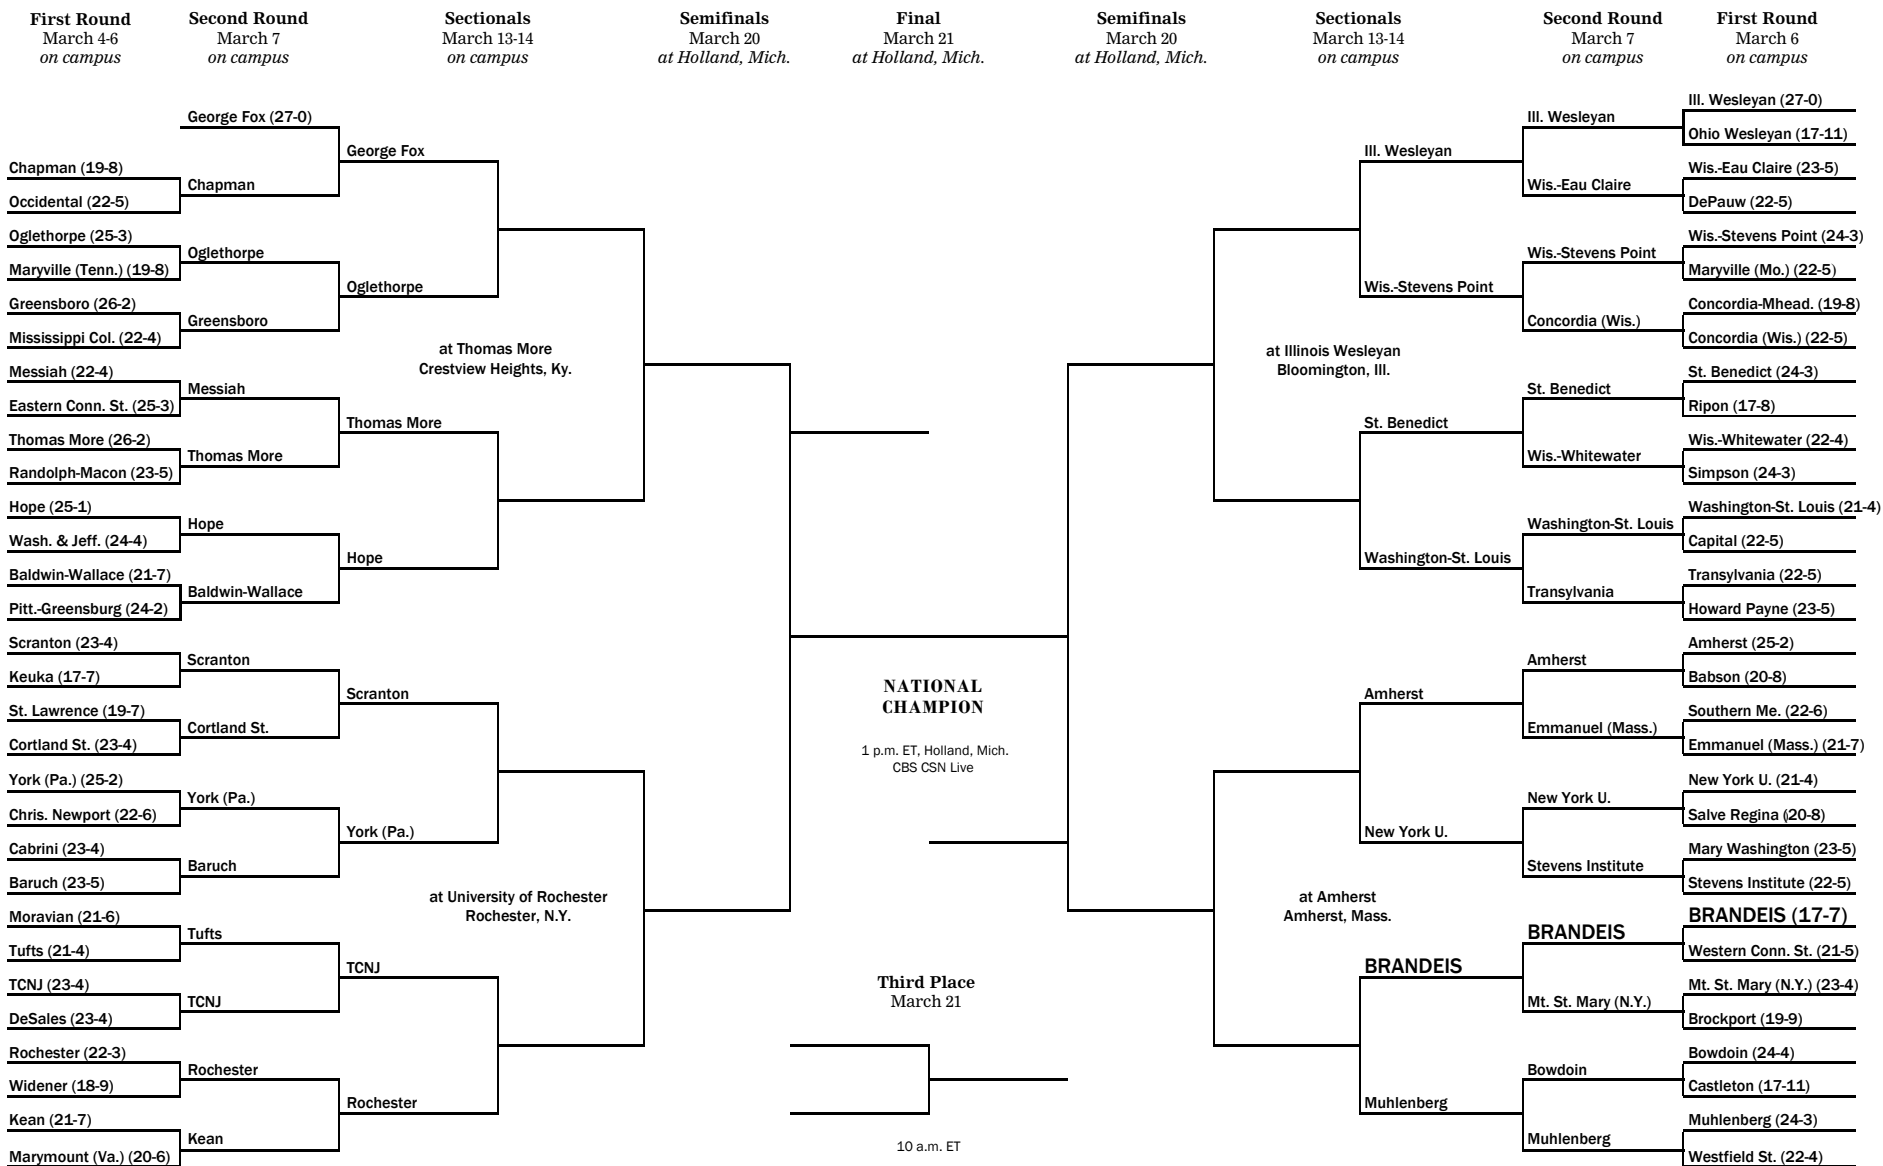 First Round
March 4-6
on campus
Second Round
March 7
on campus
Sectionals
March 13-14
on campus
Semifinals
March 20
at Holland, Mich.
Final
March 21
at Holland, Mich.
Semifinals
March 20
at Holland, Mich.
Sectionals
March 13-14
on campus
Second Round
March 7
on campus
First Round
March 6
on campus
Chapman (19-8)
Occidental (22-5)
Oglethorpe (25-3)
Maryville (Tenn.) (19-8)
Greensboro (26-2)
Mississippi Col. (22-4)
Messiah (22-4)
Eastern Conn. St. (25-3)
Thomas More (26-2)
Randolph-Macon (23-5)
Hope (25-1)
Wash. & Jeff. (24-4)
Baldwin-Wallace (21-7)
Pitt.-Greensburg (24-2)
Scranton (23-4)
Keuka (17-7)
St. Lawrence (19-7)
Cortland St. (23-4)
York (Pa.) (25-2)
Chris. Newport (22-6)
Cabrini (23-4)
Baruch (23-5)
Moravian (21-6)
Tufts (21-4)
TCNJ (23-4)
DeSales (23-4)
Rochester (22-3)
Widener (18-9)
Kean (21-7)
Marymount (Va.) (20-6)
George Fox (27-0)
Chapman
Oglethorpe
Greensboro
Messiah
Thomas More
Hope
Baldwin-Wallace
Scranton
Cortland St.
York (Pa.)
Baruch
Tufts
TCNJ
Rochester
Kean
George Fox
Oglethorpe
Thomas More
Hope
Scranton
York (Pa.)
TCNJ
Rochester
at Thomas More
Crestview Heights, Ky.
at University of Rochester
Rochester, N.Y.
NATIONAL
CHAMPION
1 p.m. ET, Holland, Mich.
CBS CSN Live
Third Place
March 21
10 a.m. ET
at Illinois Wesleyan
Bloomington, Ill.
at Amherst
Amherst, Mass.
Ill. Wesleyan
Wis.-Stevens Point
St. Benedict
Washington-St. Louis
Amherst
New York U.
BRANDEIS
Muhlenberg
Ill. Wesleyan
Wis.-Eau Claire
Wis.-Stevens Point
Concordia (Wis.)
St. Benedict
Wis.-Whitewater
Washington-St. Louis
Transylvania
Amherst
Emmanuel (Mass.)
New York U.
Stevens Institute
BRANDEIS
Mt. St. Mary (N.Y.)
Bowdoin
Muhlenberg
Ill. Wesleyan (27-0)
Ohio Wesleyan (17-11)
Wis.-Eau Claire (23-5)
DePauw (22-5)
Wis.-Stevens Point (24-3)
Maryville (Mo.) (22-5)
Concordia-Mhead. (19-8)
Concordia (Wis.) (22-5)
St. Benedict (24-3)
Ripon (17-8)
Wis.-Whitewater (22-4)
Simpson (24-3)
Washington-St. Louis (21-4)
Capital (22-5)
Transylvania (22-5)
Howard Payne (23-5)
Amherst (25-2)
Babson (20-8)
Southern Me. (22-6)
Emmanuel (Mass.) (21-7)
New York U. (21-4)
Salve Regina (20-8)
Mary Washington (23-5)
Stevens Institute (22-5)
BRANDEIS (17-7)
Western Conn. St. (21-5)
Mt. St. Mary (N.Y.) (23-4)
Brockport (19-9)
Bowdoin (24-4)
Castleton (17-11)
Muhlenberg (24-3)
Westfield St. (22-4)